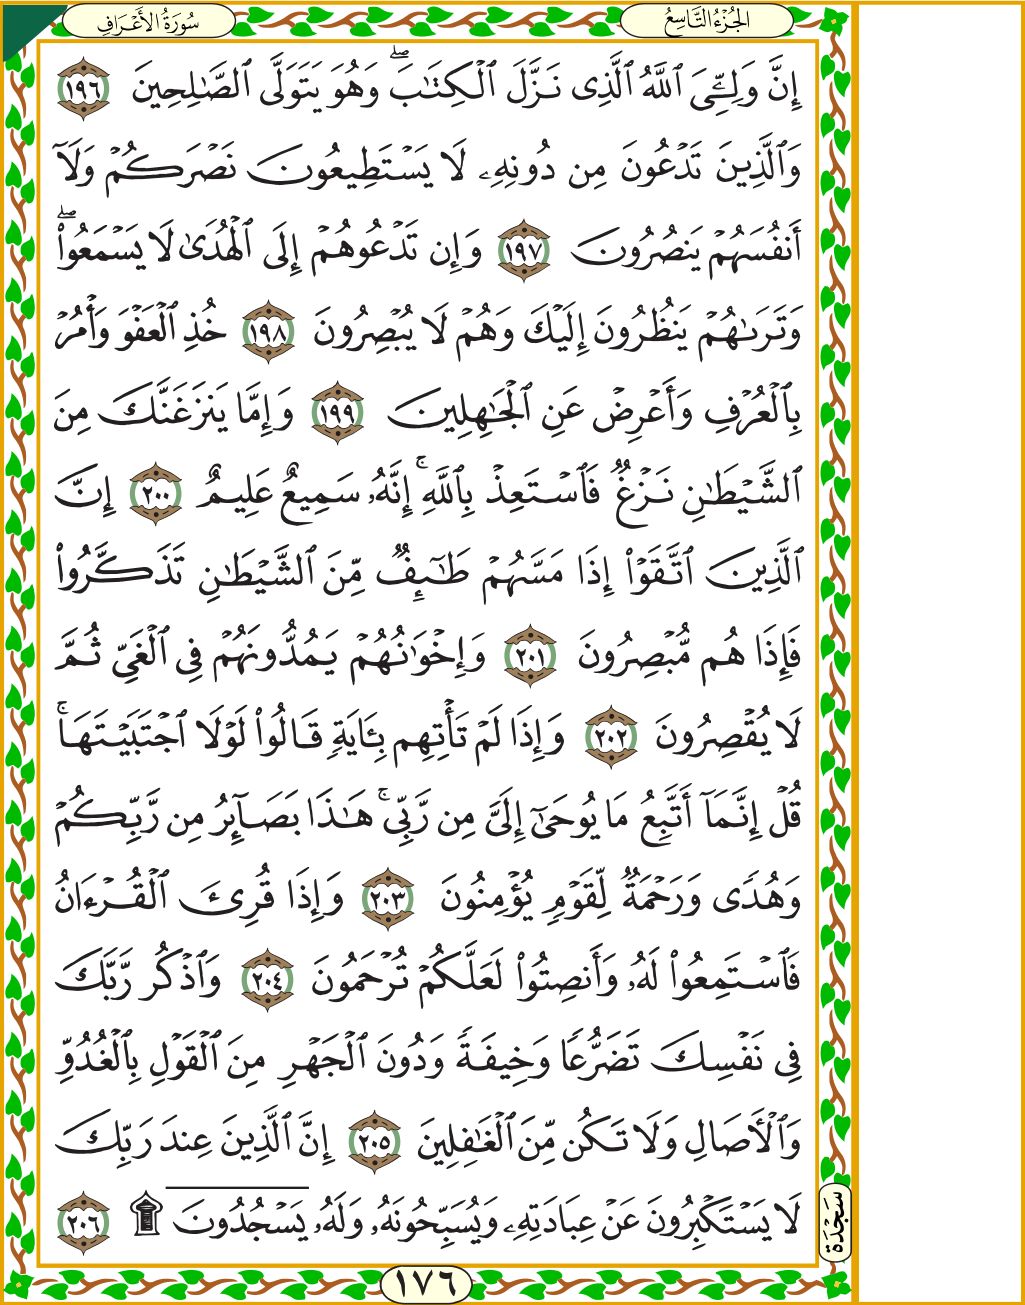 الجُزْءُ التَّاسِعُ
سُورَةُ الأَعْرَافِ
إِنَّ وَلِـِّۧىَ ٱللَّهُ ٱلَّذِى نَزَّلَ ٱلْكِتَـٰبَ ۖ وَهُوَ يَتَوَلَّى ٱلصَّـٰلِحِينَ ١٩٦
وَٱلَّذِينَ تَدْعُونَ مِن دُونِهِۦ لَا يَسْتَطِيعُونَ نَصْرَكُمْ وَلَآ
أَنفُسَهُمْ يَنصُرُونَ ١٩٧ وَإِن تَدْعُوهُمْ إِلَى ٱلْهُدَىٰ لَا يَسْمَعُوا۟ ۖ
وَتَرَىٰهُمْ يَنظُرُونَ إِلَيْكَ وَهُمْ لَا يُبْصِرُونَ ١٩٨ خُذِ ٱلْعَفْوَ وَأْمُرْ
بِٱلْعُرْفِ وَأَعْرِضْ عَنِ ٱلْجَـٰهِلِينَ ١٩٩ وَإِمَّا يَنزَغَنَّكَ مِنَ
ٱلشَّيْطَـٰنِ نَزْغٌ فَٱسْتَعِذْ بِٱللَّهِ ۚ إِنَّهُۥ سَمِيعٌ عَلِيمٌ ٢٠٠ إِنَّ
ٱلَّذِينَ ٱتَّقَوْا۟ إِذَا مَسَّهُمْ طَـٰٓئِفٌ مِّنَ ٱلشَّيْطَـٰنِ تَذَكَّرُوا۟
فَإِذَا هُم مُّبْصِرُونَ ٢٠١ وَإِخْوَٰنُهُمْ يَمُدُّونَهُمْ فِى ٱلْغَىِّ ثُمَّ
لَا يُقْصِرُونَ ٢٠٢ وَإِذَا لَمْ تَأْتِهِم بِـَٔايَةٍ قَالُوا۟ لَوْلَا ٱجْتَبَيْتَهَا ۚ
قُلْ إِنَّمَآ أَتَّبِعُ مَا يُوحَىٰٓ إِلَىَّ مِن رَّبِّى ۚ هَـٰذَا بَصَآئِرُ مِن رَّبِّكُمْ
وَهُدًى وَرَحْمَةٌ لِّقَوْمٍ يُؤْمِنُونَ ٢٠٣ وَإِذَا قُرِئَ ٱلْقُرْءَانُ
فَٱسْتَمِعُوا۟ لَهُۥ وَأَنصِتُوا۟ لَعَلَّكُمْ تُرْحَمُونَ ٢٠٤ وَٱذْكُر رَّبَّكَ
فِى نَفْسِكَ تَضَرُّعًا وَخِيفَةً وَدُونَ ٱلْجَهْرِ مِنَ ٱلْقَوْلِ بِٱلْغُدُوِّ
وَٱلْـَٔاصَالِ وَلَا تَكُن مِّنَ ٱلْغَـٰفِلِينَ ٢٠٥ إِنَّ ٱلَّذِينَ عِندَ رَبِّكَ
لَا يَسْتَكْبِرُونَ عَنْ عِبَادَتِهِۦ وَيُسَبِّحُونَهُۥ وَلَهُۥ يَسْجُدُونَ ۩ ٢٠٦
سَجْدَة
١٧٦